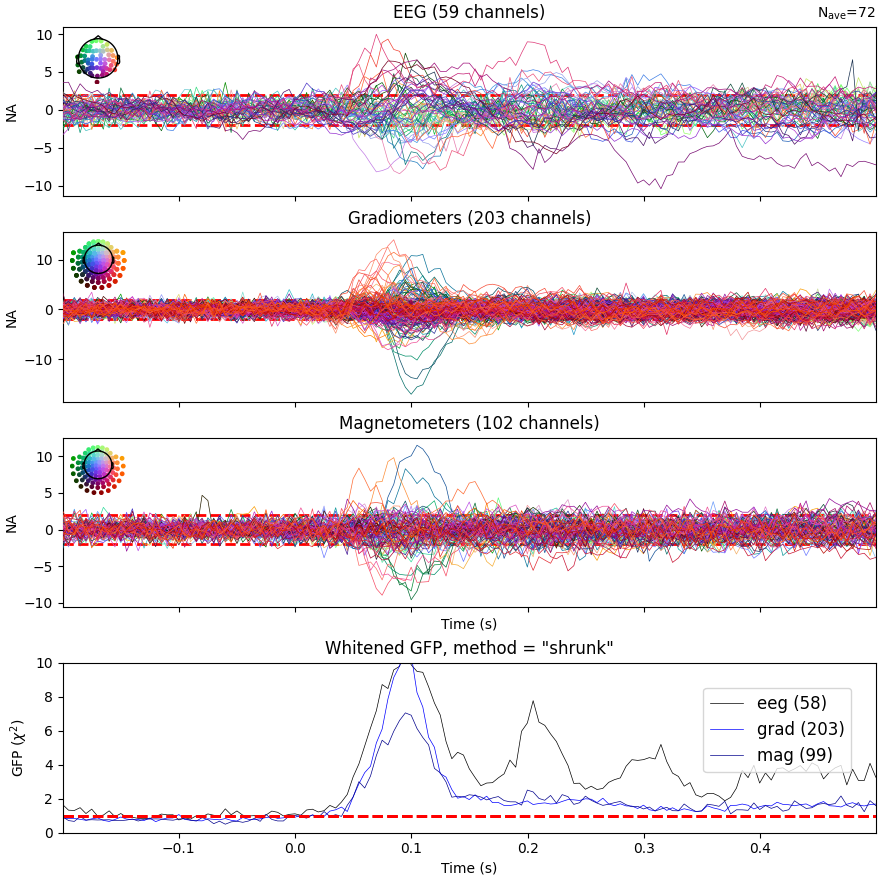 EEG (59 channels)
N_ave=72
10
5
0
−5
−10
NA
Gradiometers (203 channels)
10
0
−10
NA
Magnetometers (102 channels)
10
5
0
−5
−10
NA
Time (s)
Whitened GFP, method = "shrunk"
10
8
6
4
2
0
GFP (χ²)
eeg (58)
grad (203)
mag (99)
−0.1 0.0 0.1 0.2 0.3 0.4
Time (s)